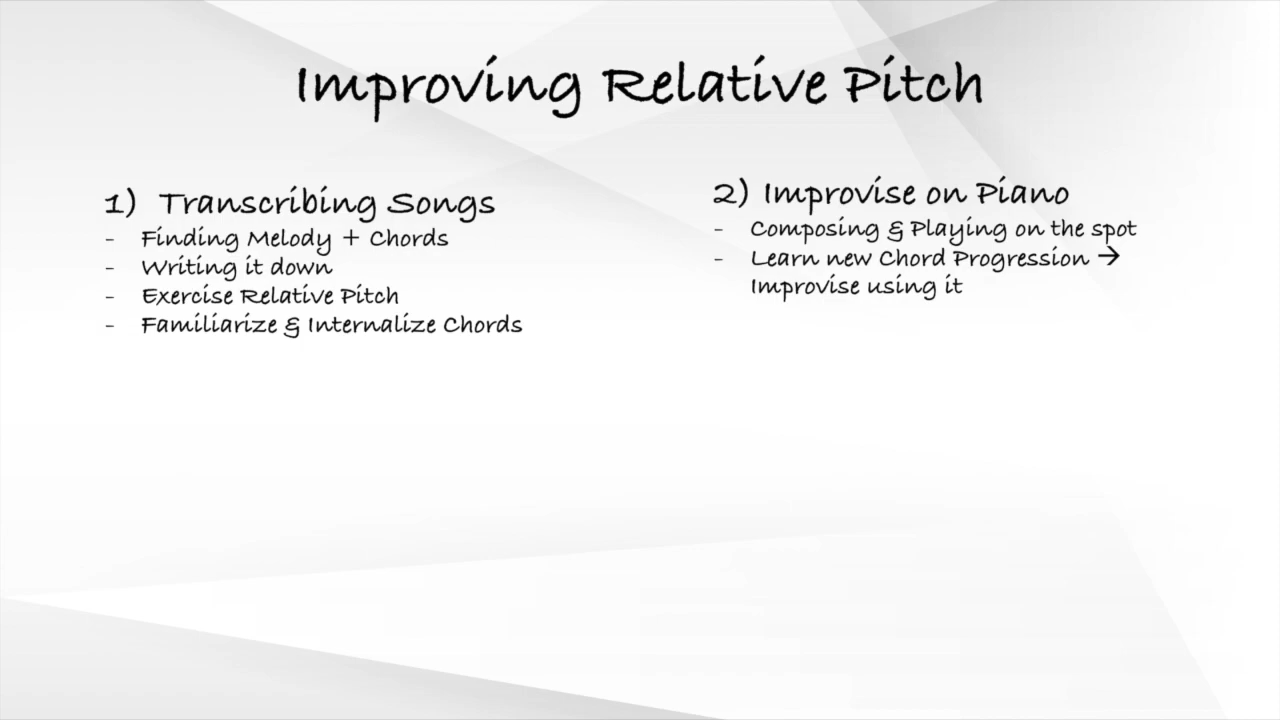 Improving Relative Pitch
1) Transcribing Songs
- Finding Melody + Chords
- Writing it down
- Exercise Relative Pitch
- Familiarize & Internalize Chords
2) Improvise on Piano
- Composing & Playing on the spot
- Learn new Chord Progression →
Improvise using it